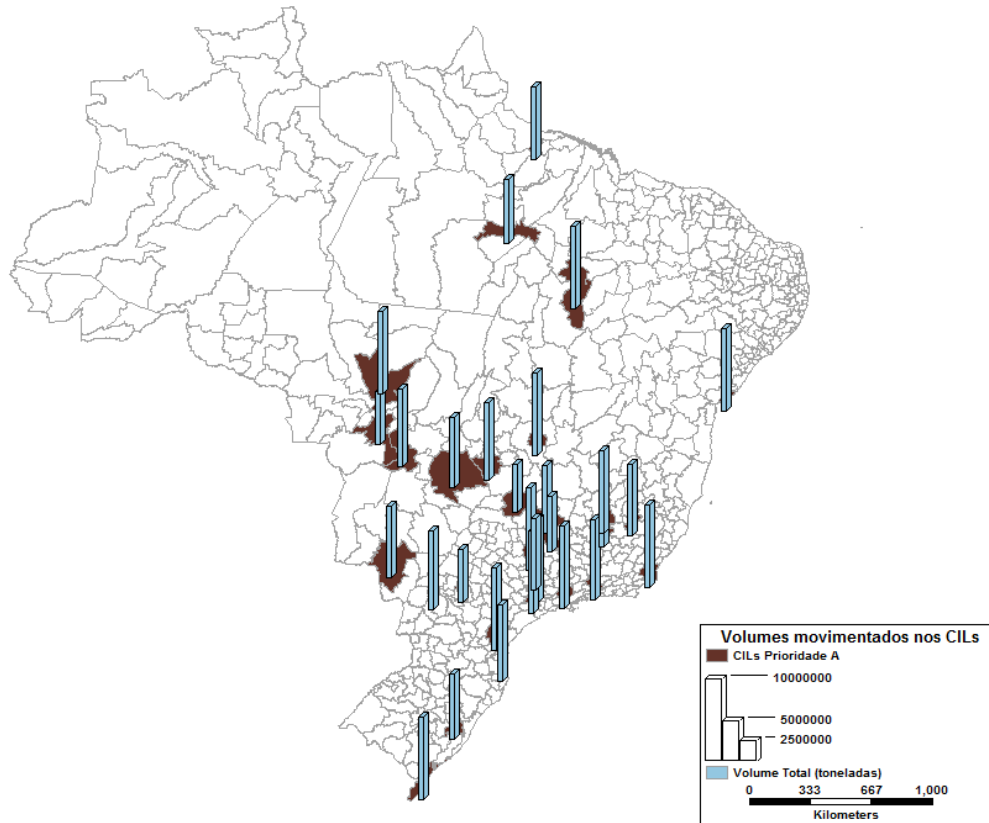 Volumes movimentados nos CILs
CILs Prioridade A
10000000
5000000
2500000
Volume Total (toneladas)
0 333 667 1,000
Kilometers